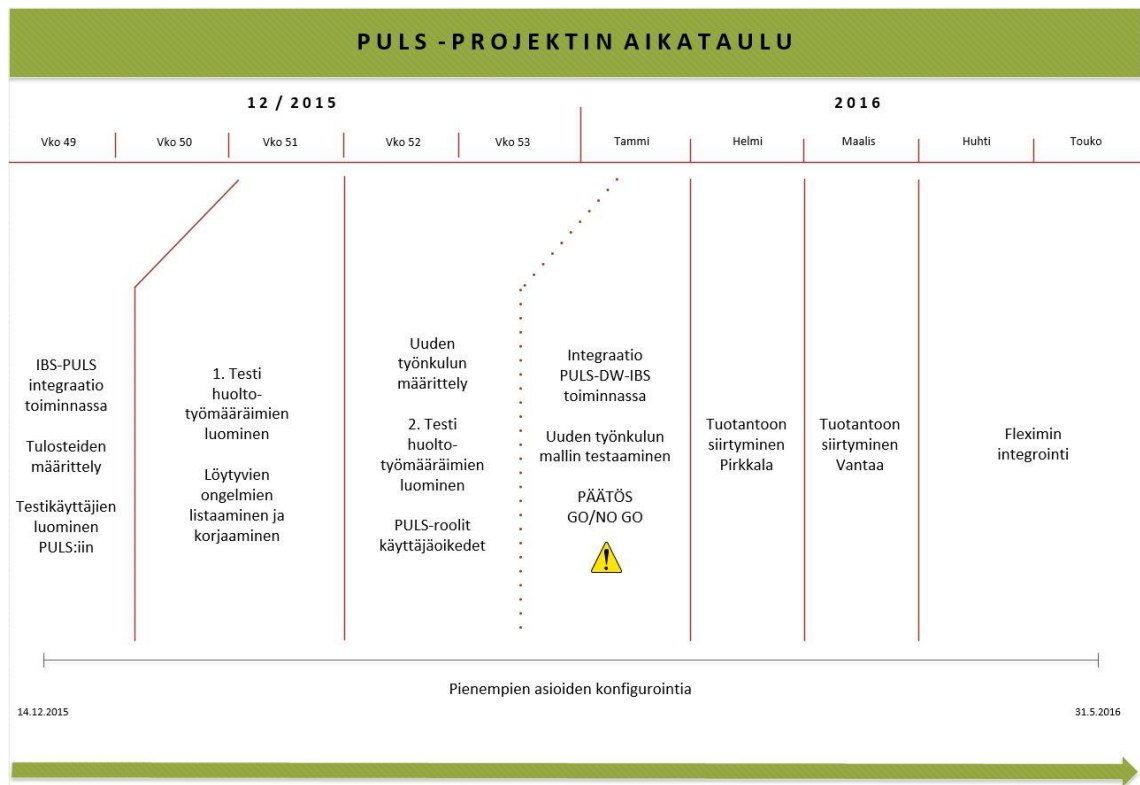 PULS -PROJEKTIN AIKATAULU
12 / 2015
2016
Vko 49
Vko 50
Vko 51
Vko 52
Vko 53
Tammi
Helmi
Maalis
Huhti
Touko
IBS-PULS
integraatio
toiminnassa
Tulosteiden
määrittely
Testikäyttäjien
luominen
PULS:iin
1. Testi
huolto-
työmääräimien
luominen
Löytyvien
ongelmien
listaaminen ja
korjaaminen
Uuden
työnkulun
määrittely
2. Testi
huolto-
työmääräimien
luominen
PULS-roolit
käyttäjäoikedet
Integraatio
PULS-DW-IBS
toiminnassa
Uuden työnkulun
mallin testaaminen
PÄÄTÖS
GO/NO GO
Tuotantoon
siirtyminen
Pirkkala
Tuotantoon
siirtyminen
Vantaa
Fleximin
integrointi
Pienempien asioiden konfigurointia
14.12.2015
31.5.2016